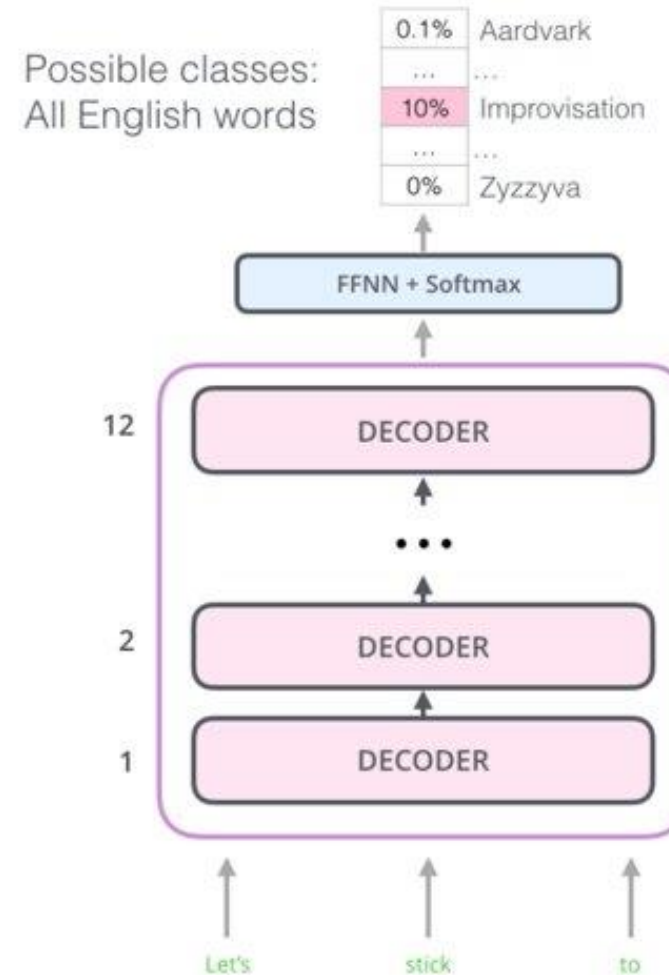 Possible classes:
All English words
0.1% Aardvark
... ...
10% Improvisation
... ...
0% Zyzzyva
FFNN + Softmax
12 DECODER
...
2 DECODER
1 DECODER
Let's stick to